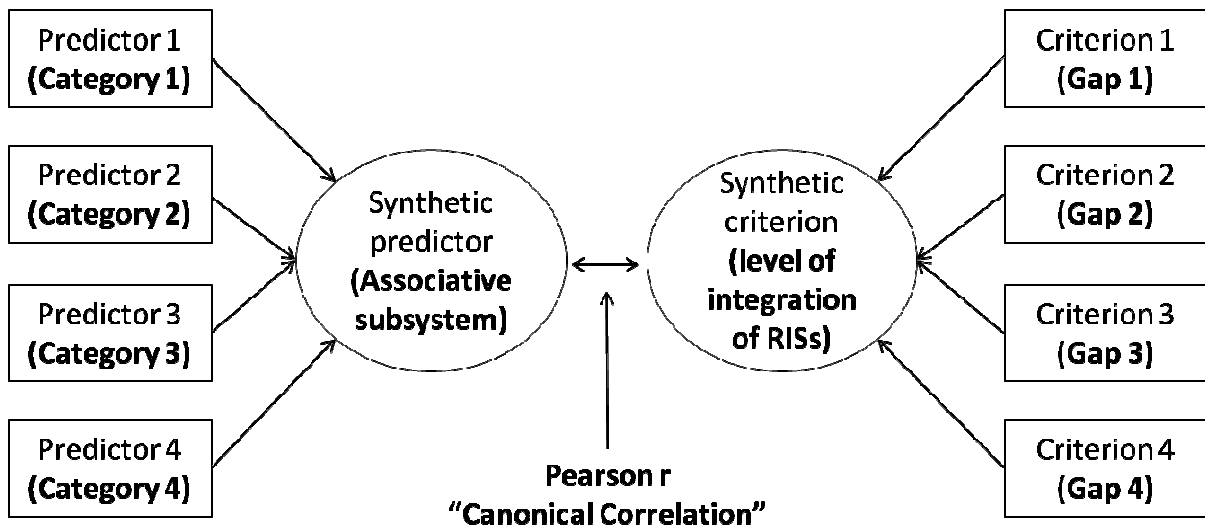 Predictor 1
(Category 1)
Predictor 2
(Category 2)
Predictor 3
(Category 3)
Predictor 4
(Category 4)
Synthetic
predictor
(Associative
subsystem)
Pearson r
“Canonical Correlation”
Synthetic
criterion
(level of
integration
of RISs)
Criterion 1
(Gap 1)
Criterion 2
(Gap 2)
Criterion 3
(Gap 3)
Criterion 4
(Gap 4)